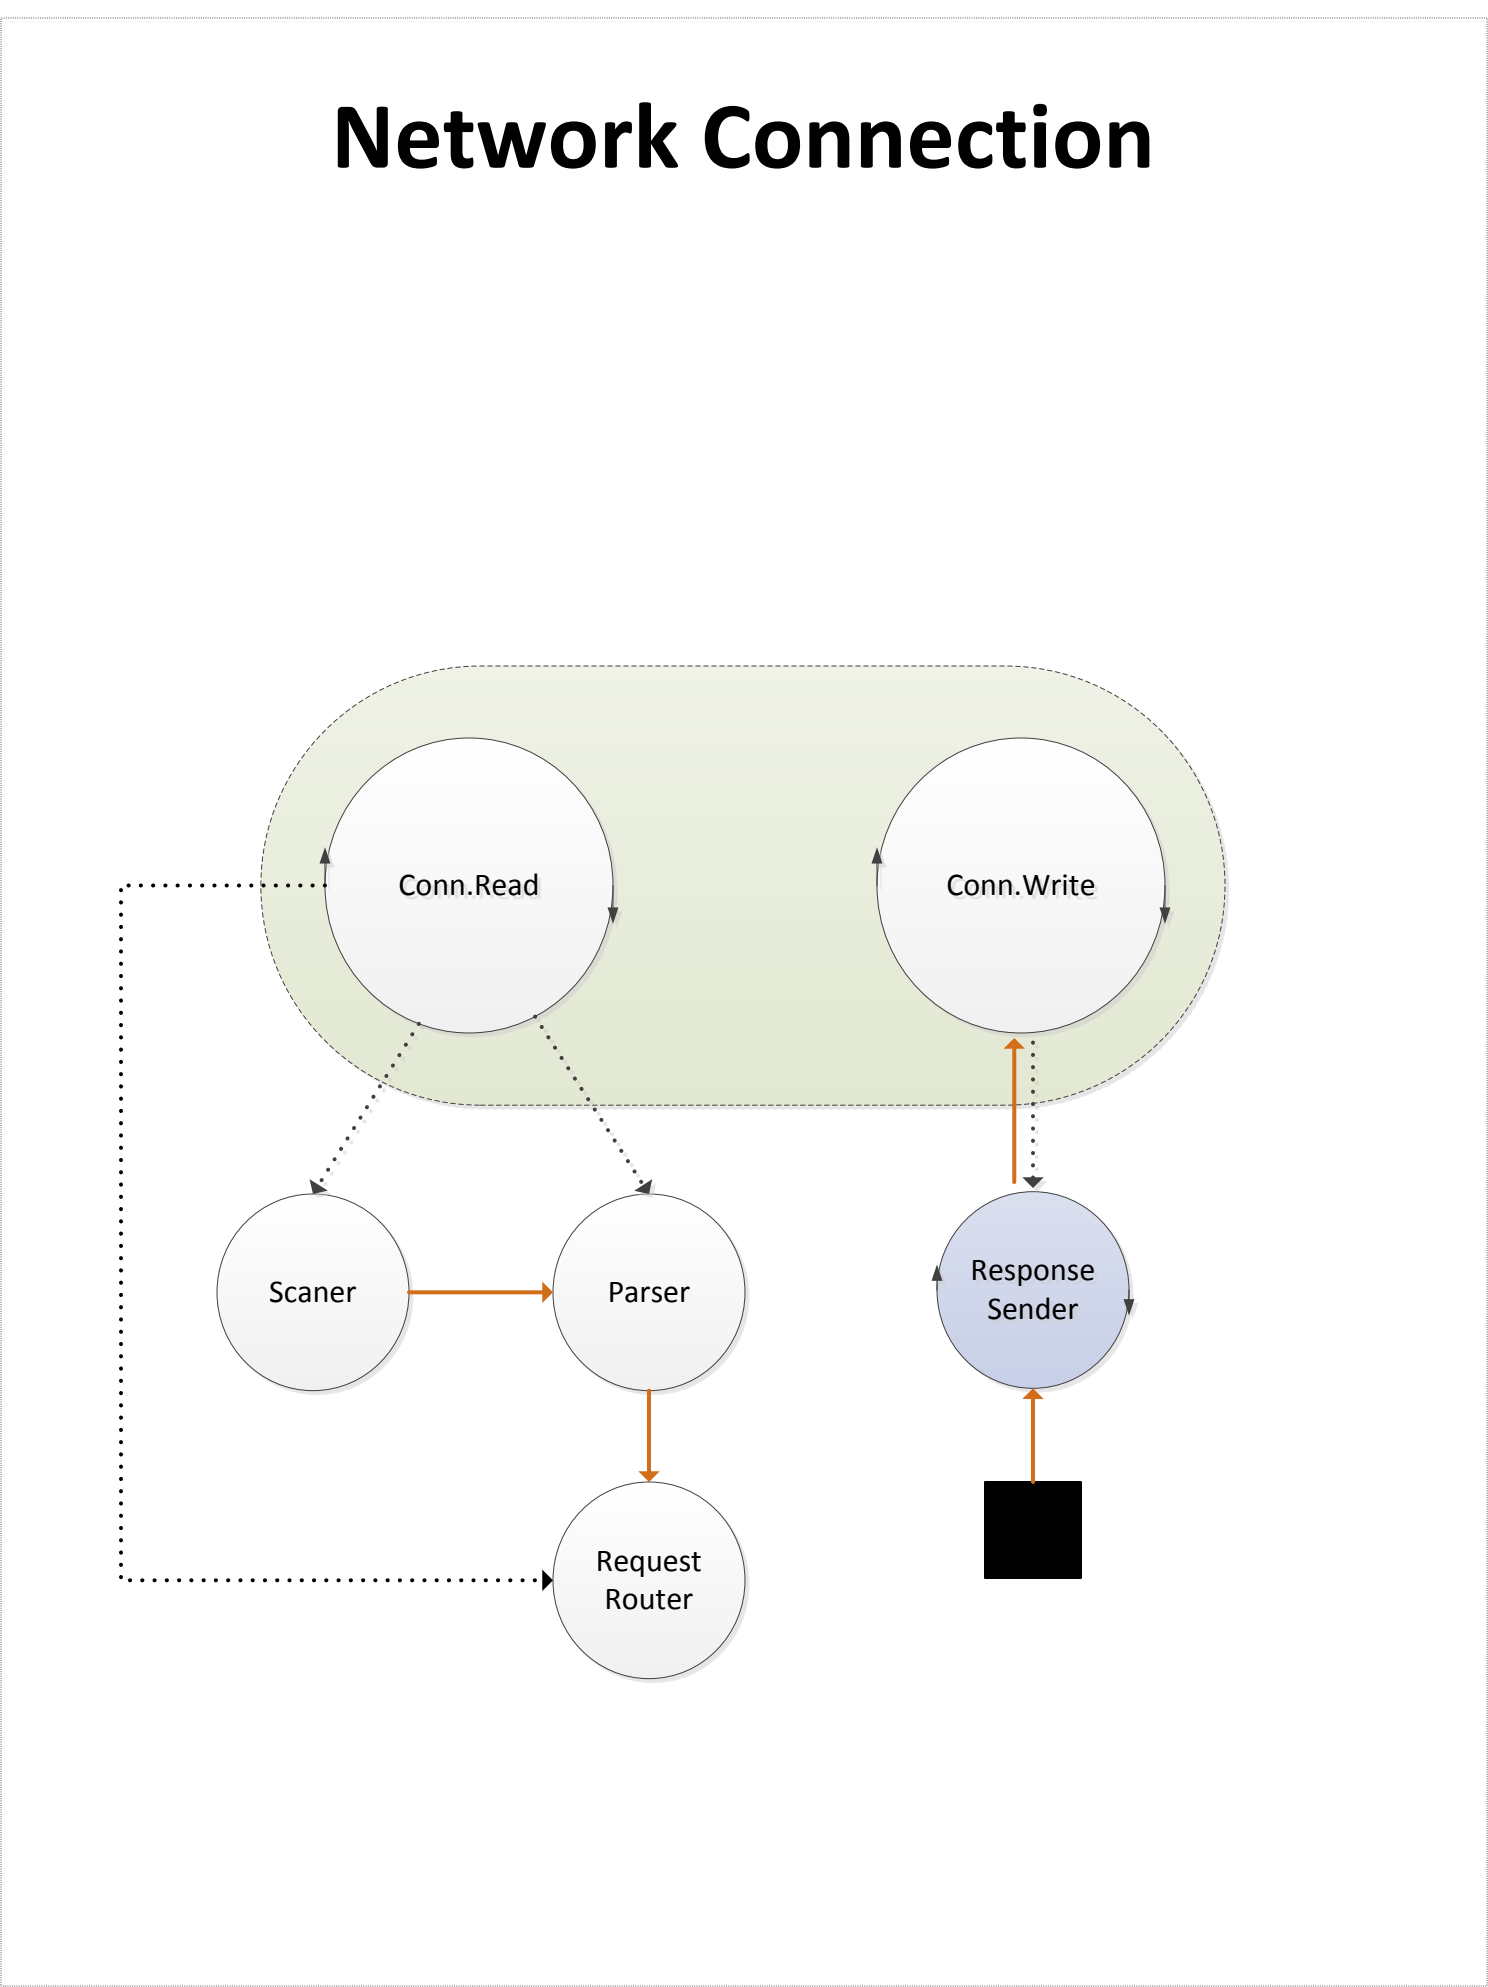 Network Connection
Conn.Read
Conn.Write
Scaner
Parser
Response
Sender
Request
Router